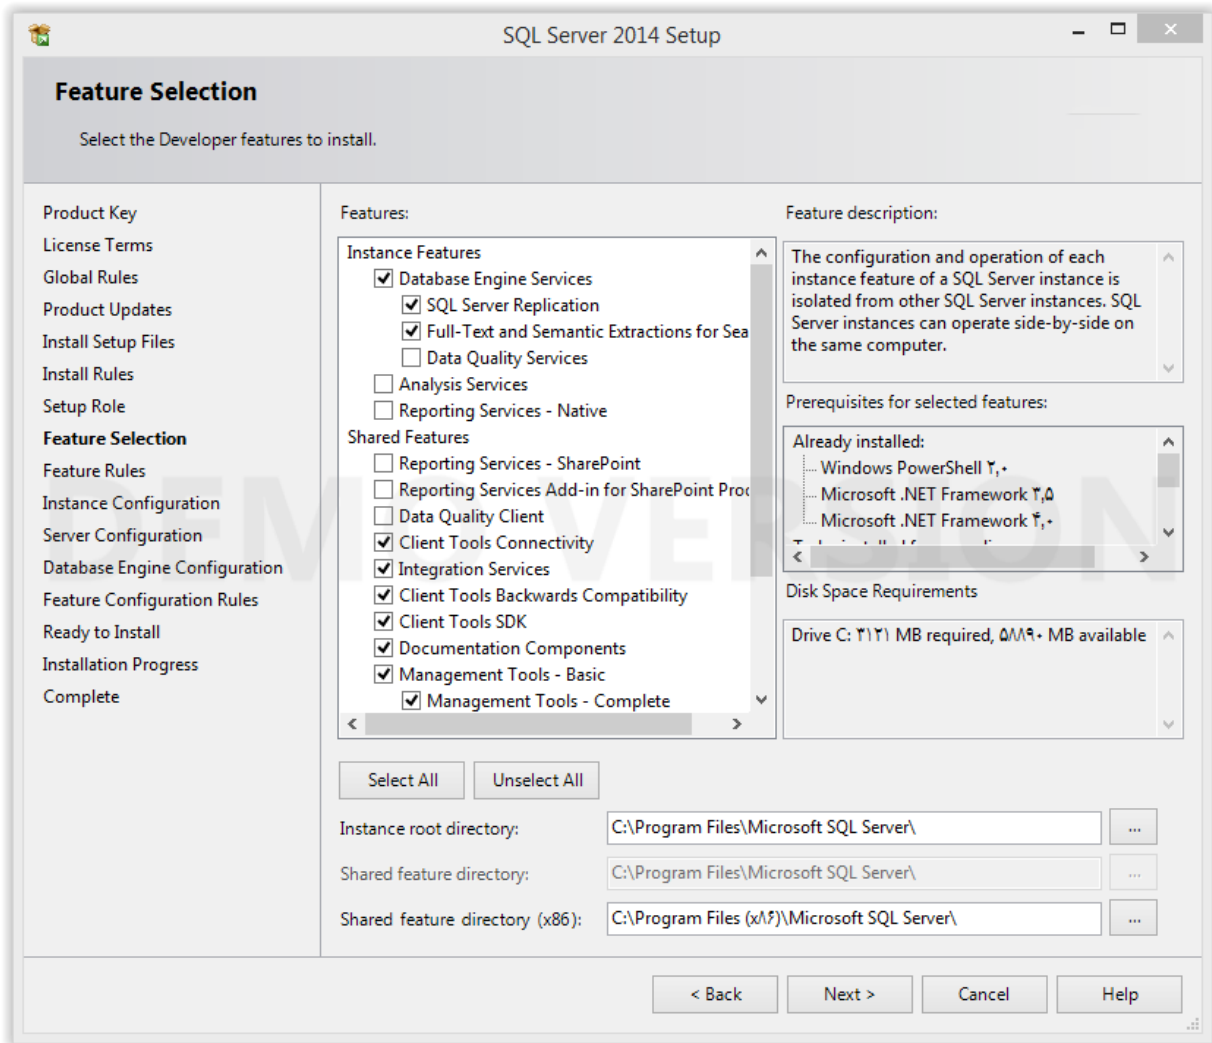 SQL Server 2014 Setup
Feature Selection
Select the Developer features to install.
Product Key
License Terms
Global Rules
Product Updates
Install Setup Files
Install Rules
Setup Role
Feature Selection
Feature Rules
Instance Configuration
Server Configuration
Database Engine Configuration
Feature Configuration Rules
Ready to Install
Installation Progress
Complete
Features:
Instance Features
Database Engine Services
SQL Server Replication
Full-Text and Semantic Extractions for Sea
Data Quality Services
Analysis Services
Reporting Services - Native
Shared Features
Reporting Services - SharePoint
Reporting Services Add-in for SharePoint Proc
Data Quality Client
Client Tools Connectivity
Integration Services
Client Tools Backwards Compatibility
Client Tools SDK
Documentation Components
Management Tools - Basic
Management Tools - Complete
Feature description:
The configuration and operation of each
instance feature of a SQL Server instance is
isolated from other SQL Server instances. SQL
Server instances can operate side-by-side on
the same computer.
Prerequisites for selected features:
Already installed:
Windows PowerShell ۲,۰
Microsoft .NET Framework ۳,۵
Microsoft .NET Framework ۴,۰
Disk Space Requirements
Drive C: ۳۱۲۱ MB required, ۵۸۸۹۰ MB available
Select All
Unselect All
Instance root directory:
C:\Program Files\Microsoft SQL Server\
...
Shared feature directory:
C:\Program Files\Microsoft SQL Server\
...
Shared feature directory (x86):
C:\Program Files (x۸۶)\Microsoft SQL Server\
...
< Back
Next >
Cancel
Help
DEMO VERSION